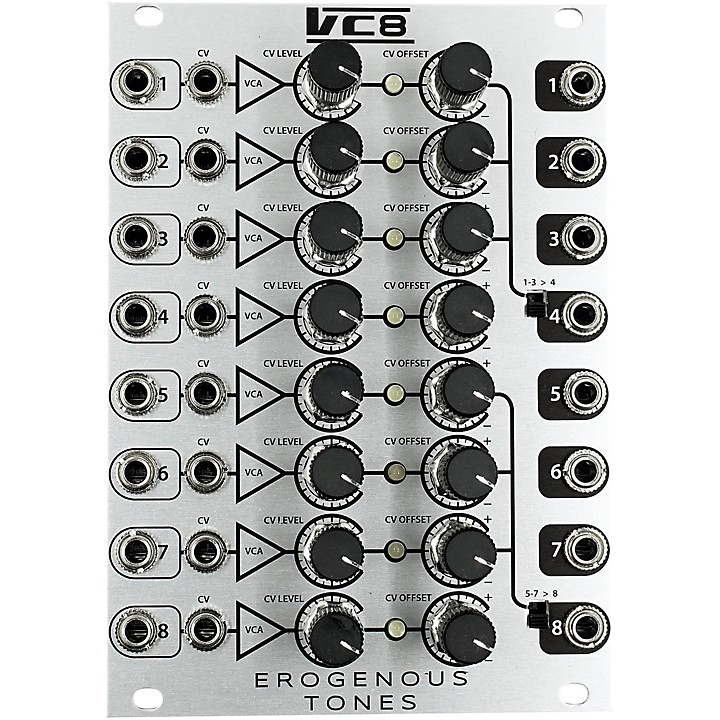 VC8
CV CV LEVEL CV OFFSET
1 VCA 1
−
CV CV LEVEL CV OFFSET
2 VCA 2
−
CV CV LEVEL CV OFFSET +
3 VCA 3
−
1-3 > 4
CV CV LEVEL CV OFFSET +
4 VCA 4
−
CV CV LEVEL CV OFFSET +
5 VCA 5
−
CV CV LEVEL CV OFFSET +
6 VCA 6
−
CV CV LEVEL CV OFFSET +
7 VCA 7
−
5-7 > 8
CV CV LEVEL CV OFFSET +
8 VCA 8
−
EROGENOUS
TONES